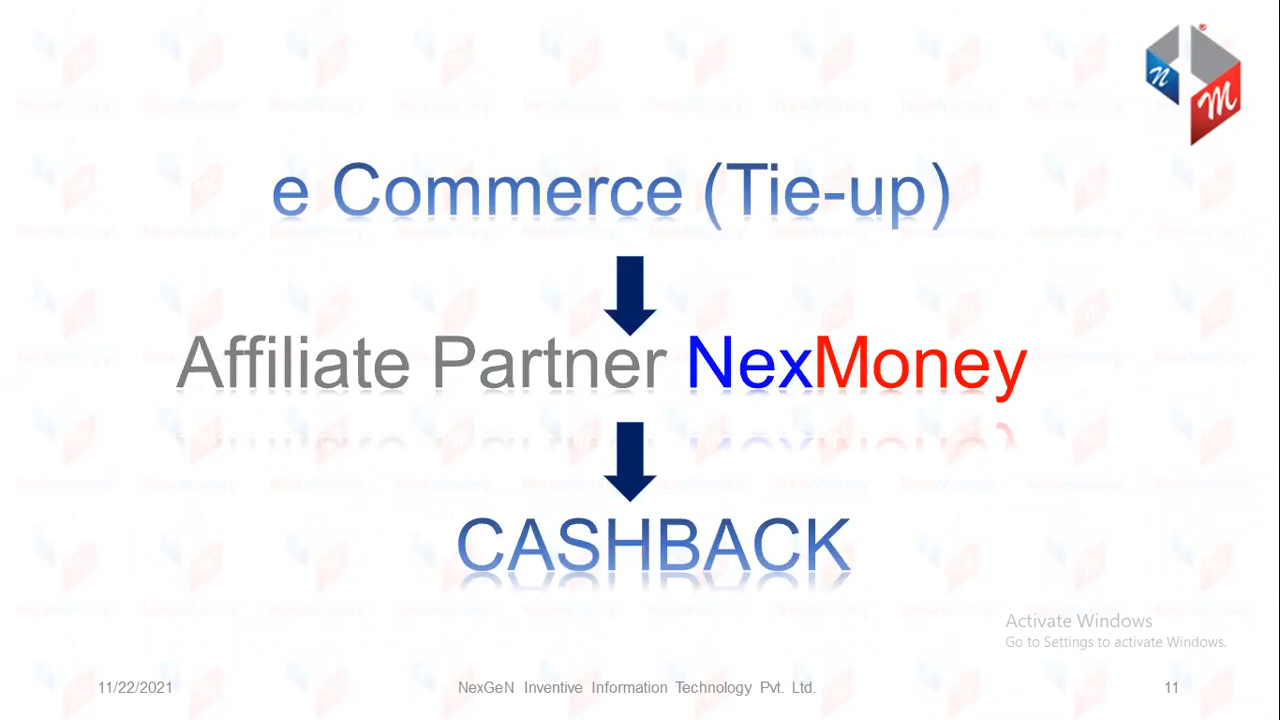 n
m
e Commerce (Tie-up)
Affiliate Partner NexMoney
CASHBACK
Activate Windows
Go to Settings to activate Windows.
11/22/2021
NexGeN Inventive Information Technology Pvt. Ltd.
11